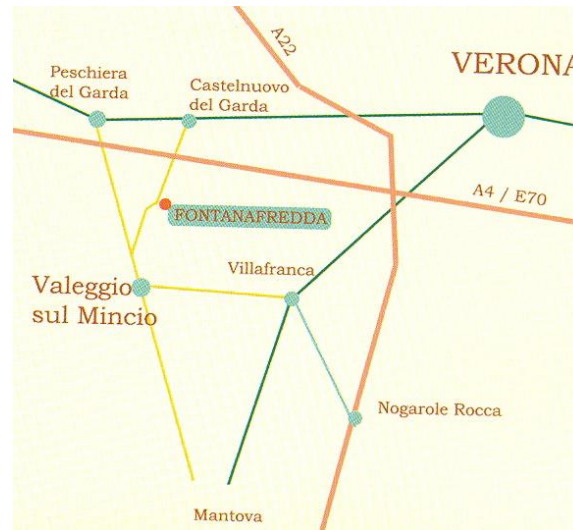 A22
Peschiera
del Garda
Castelnuovo
del Garda
VERONA
A4 / E70
FONTANAFREDDA
Villafranca
Valeggio
sul Mincio
Nogarole Rocca
Mantova